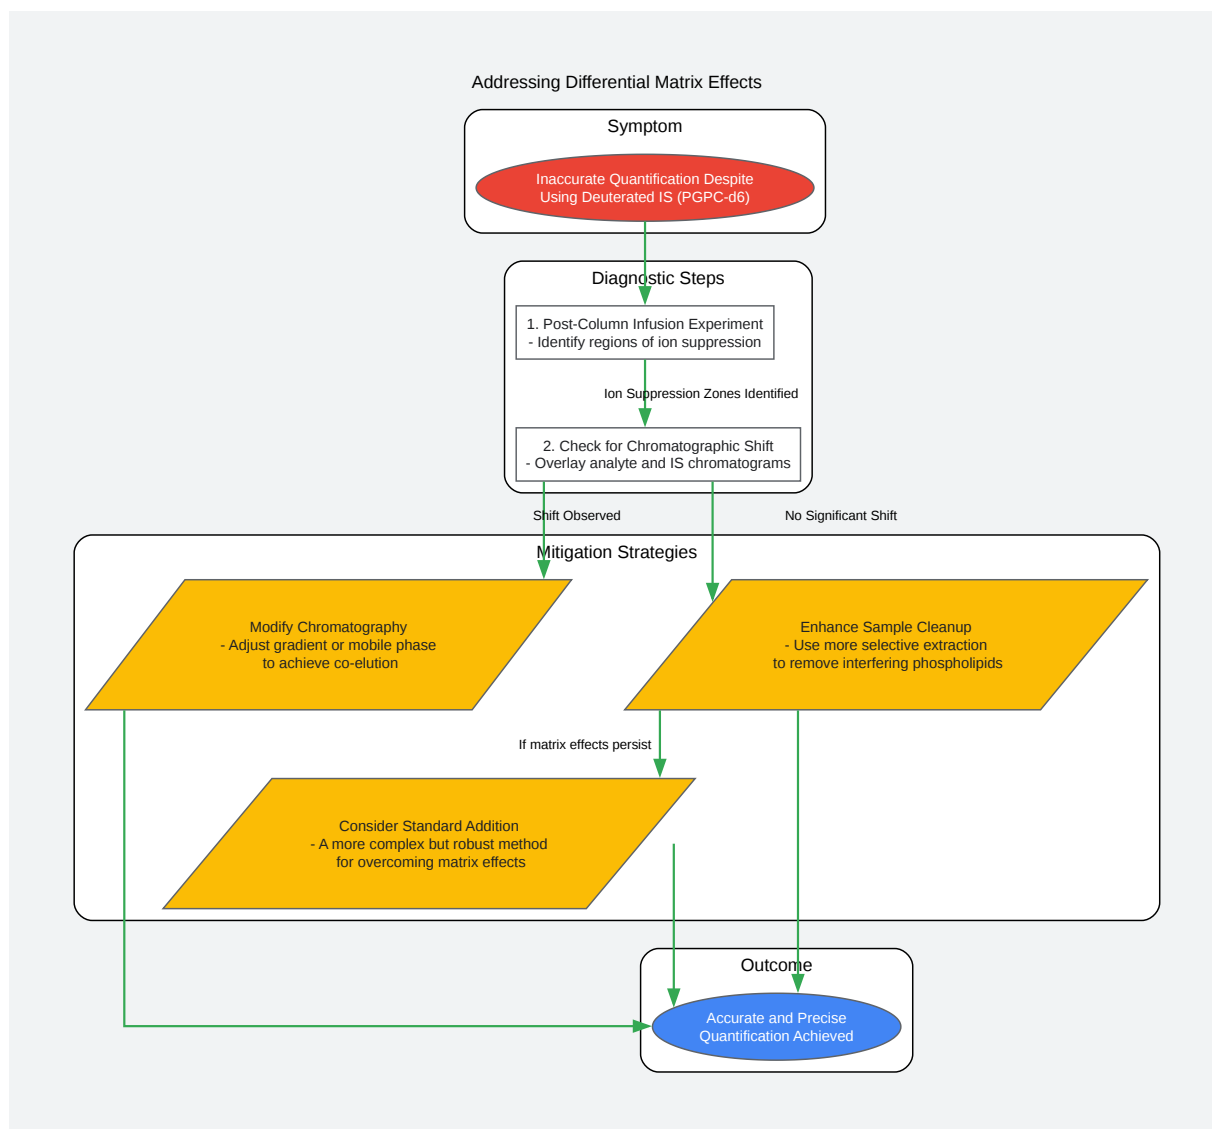 Addressing Differential Matrix Effects
Symptom
Inaccurate Quantification Despite
Using Deuterated IS (PGPC-d6)
Diagnostic Steps
1. Post-Column Infusion Experiment
- Identify regions of ion suppression
Ion Suppression Zones Identified
2. Check for Chromatographic Shift
- Overlay analyte and IS chromatograms
Shift Observed
No Significant Shift
Mitigation Strategies
Modify Chromatography
- Adjust gradient or mobile phase
to achieve co-elution
Enhance Sample Cleanup
- Use more selective extraction
to remove interfering phospholipids
If matrix effects persist
Consider Standard Addition
- A more complex but robust method
for overcoming matrix effects
Outcome
Accurate and Precise
Quantification Achieved